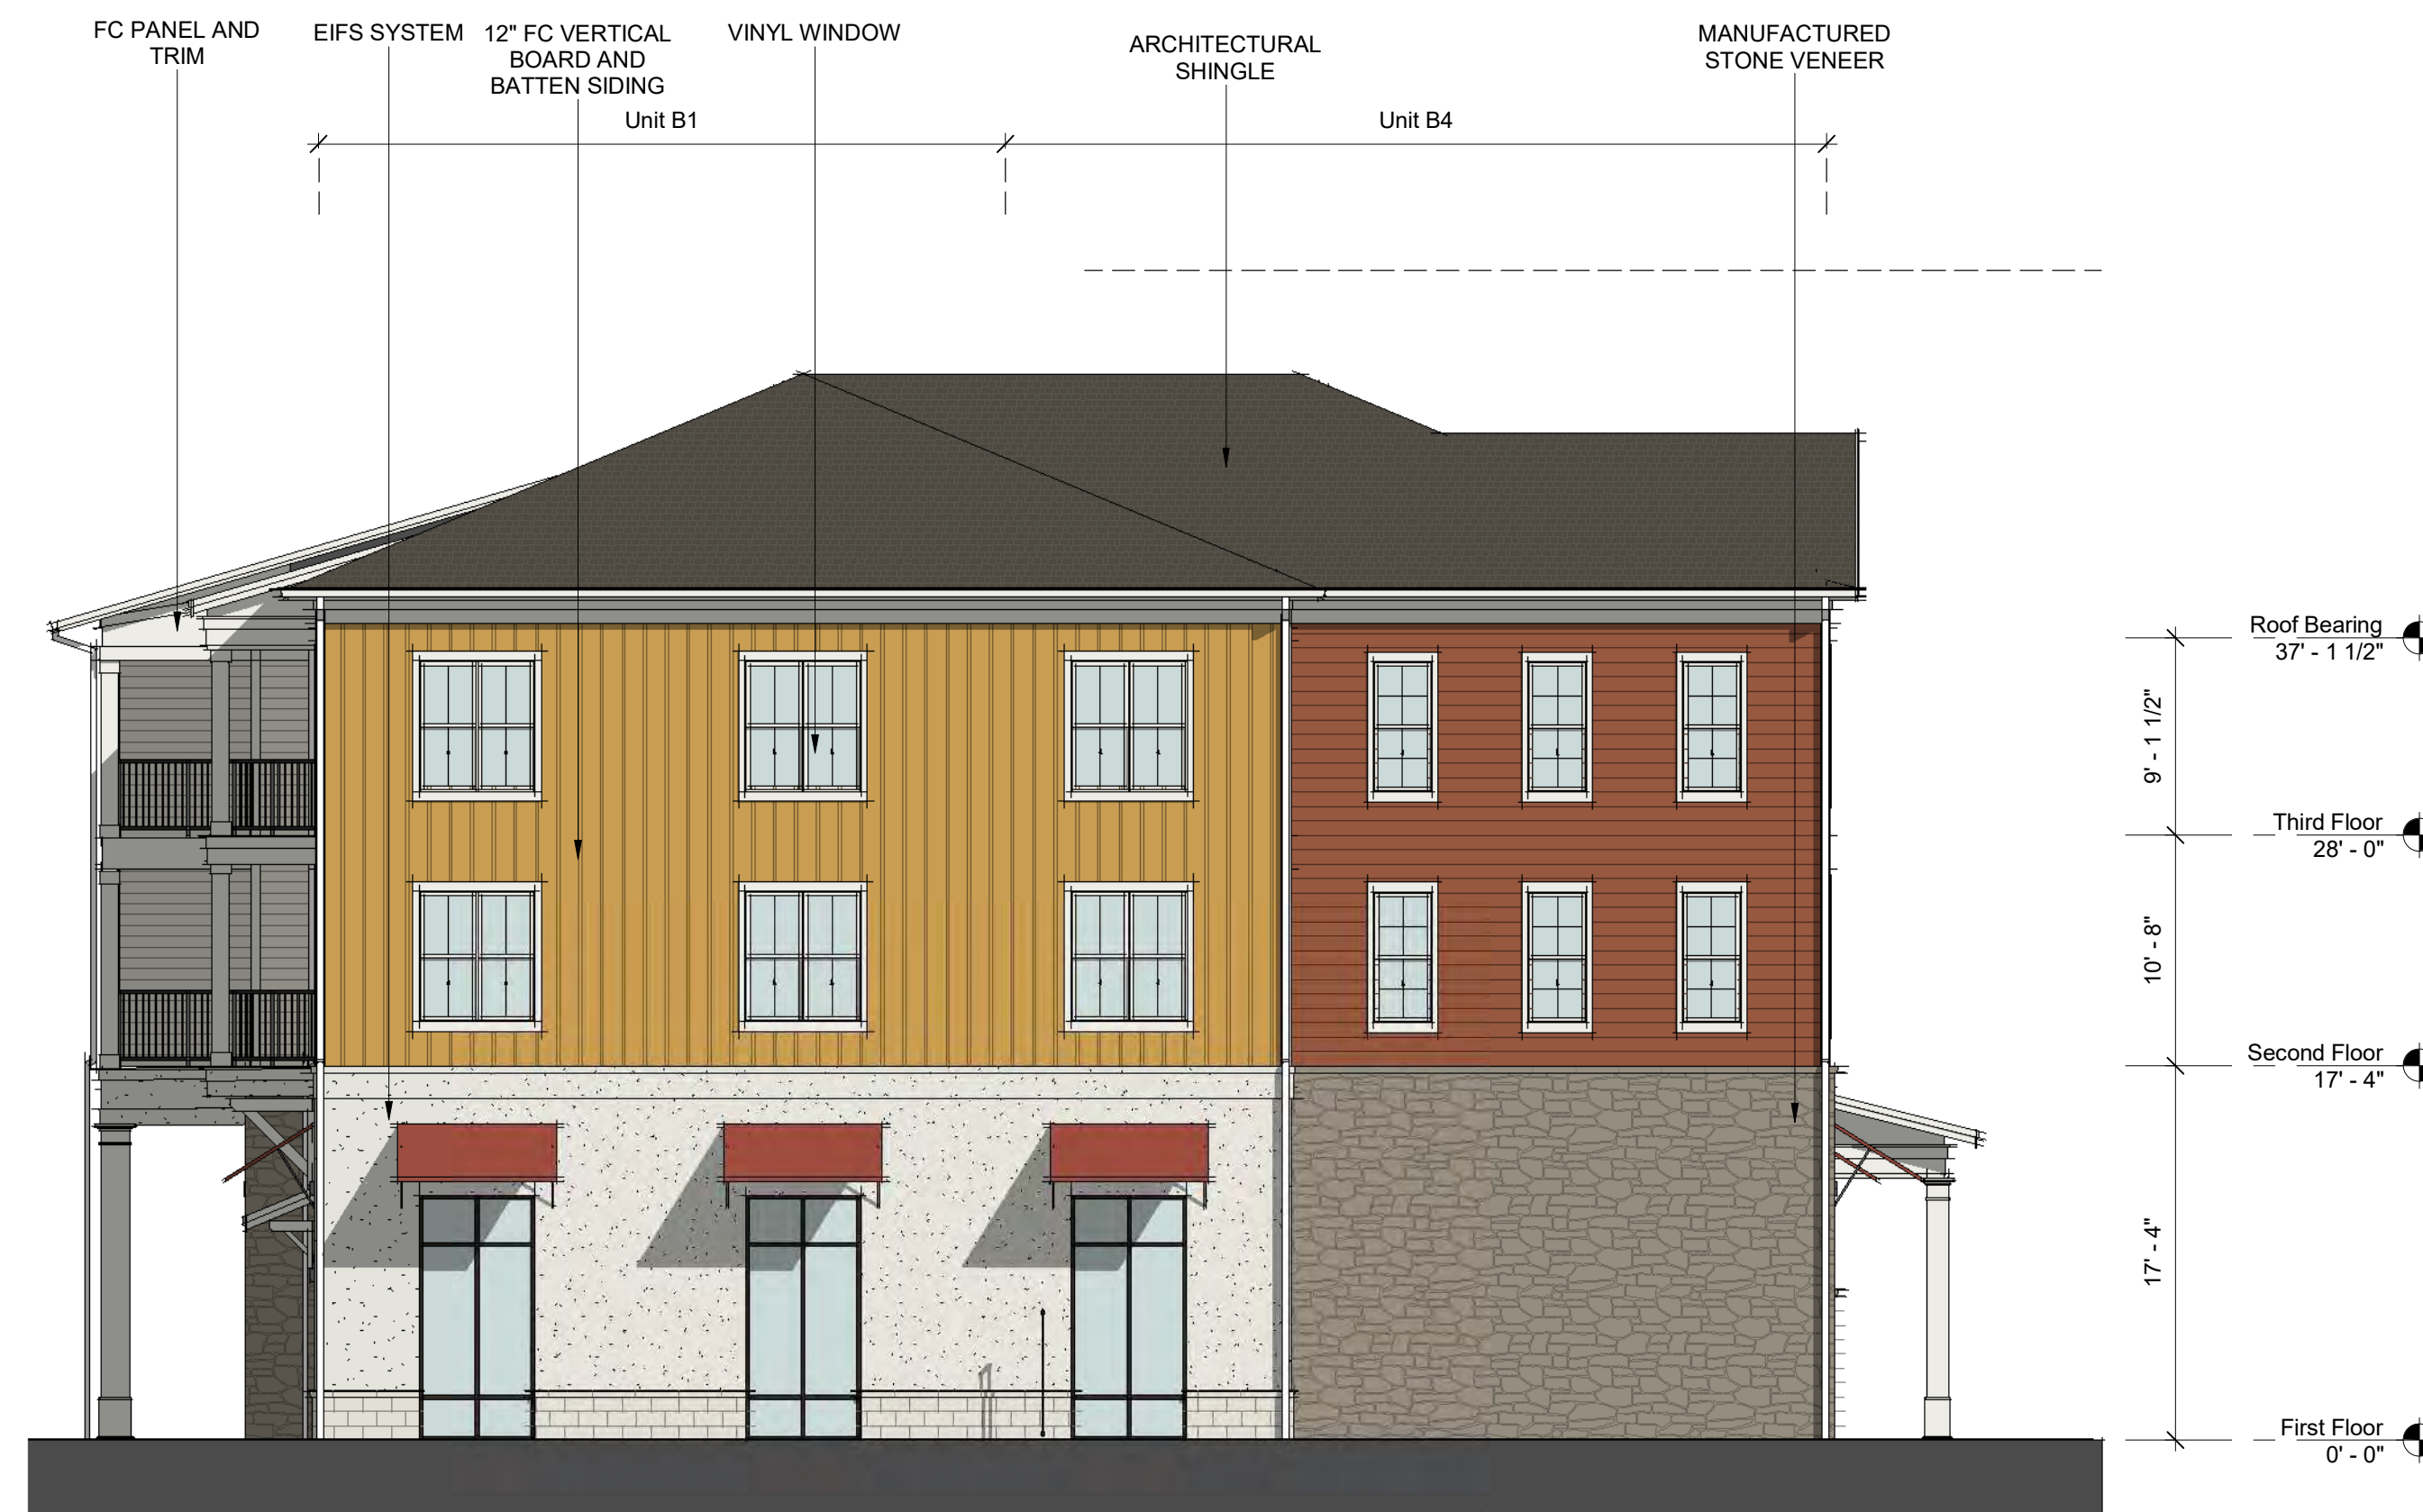 FC PANEL AND
TRIM
EIFS SYSTEM
12" FC VERTICAL
BOARD AND
BATTEN SIDING
VINYL WINDOW
ARCHITECTURAL
SHINGLE
MANUFACTURED
STONE VENEER
Unit B1
Unit B4
Roof Bearing
37' - 1 1/2"
9' - 1 1/2"
Third Floor
28' - 0"
10' - 8"
Second Floor
17' - 4"
17' - 4"
First Floor
0' - 0"